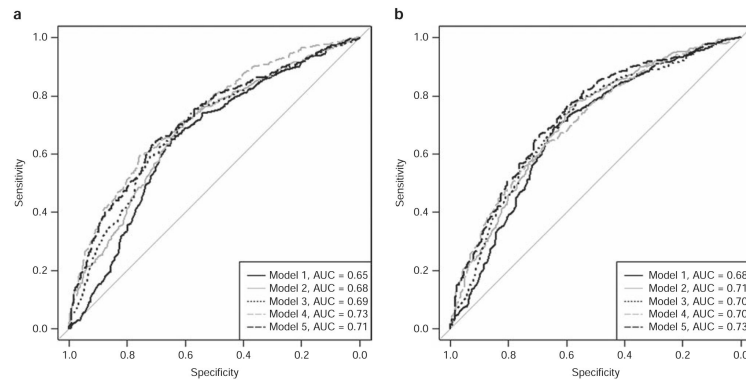 a
1.0
0.8
0.6
0.4
0.2
0.0
Sensitivity
1.0 0.8 0.6 0.4 0.2 0.0
Specificity
Model 1, AUC = 0.65
Model 2, AUC = 0.68
Model 3, AUC = 0.69
Model 4, AUC = 0.73
Model 5, AUC = 0.71
b
1.0
0.8
0.6
0.4
0.2
0.0
Sensitivity
1.0 0.8 0.6 0.4 0.2 0.0
Specificity
Model 1, AUC = 0.68
Model 2, AUC = 0.71
Model 3, AUC = 0.70
Model 4, AUC = 0.70
Model 5, AUC = 0.73